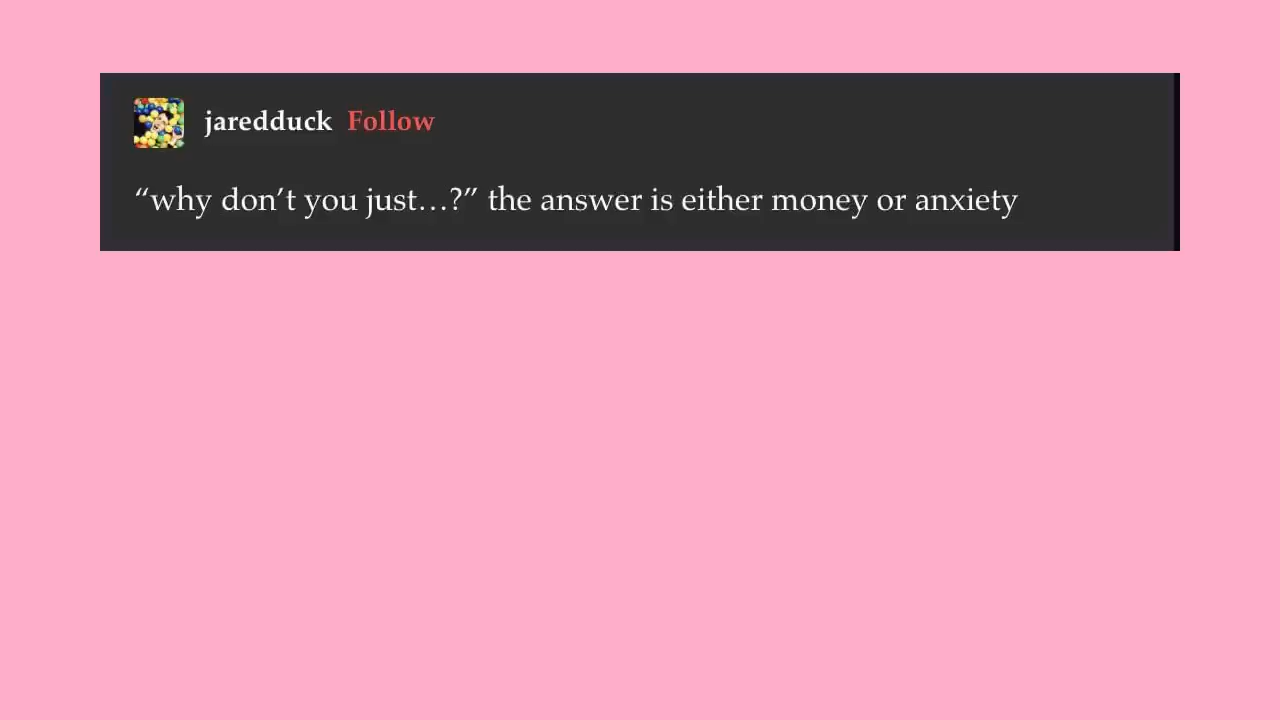 jaredduck Follow
“why don’t you just…?” the answer is either money or anxiety